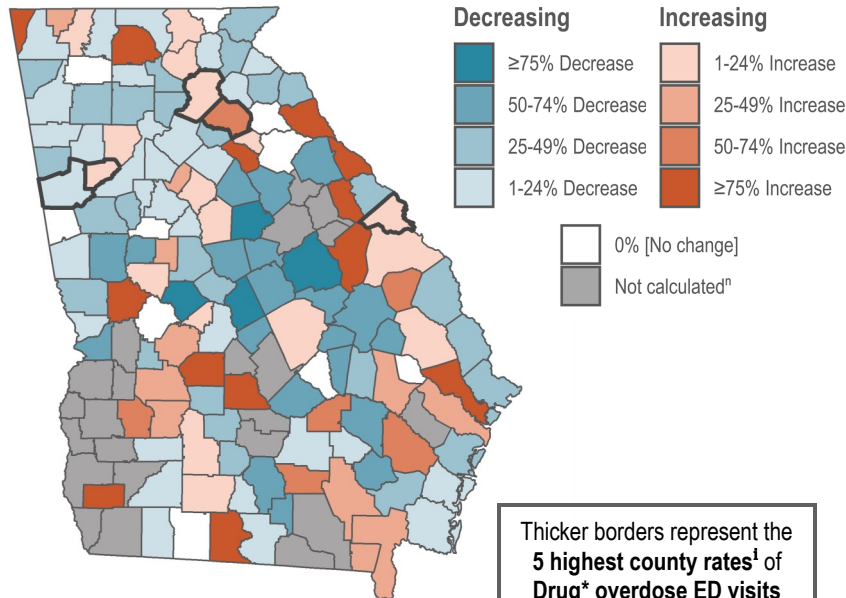 Decreasing
≥75% Decrease
50-74% Decrease
25-49% Decrease
1-24% Decrease
Increasing
1-24% Increase
25-49% Increase
50-74% Increase
≥75% Increase
0% [No change]
Not calculatedⁿ
Thicker borders represent the
5 highest county rates¹ of
Drug* overdose ED visits